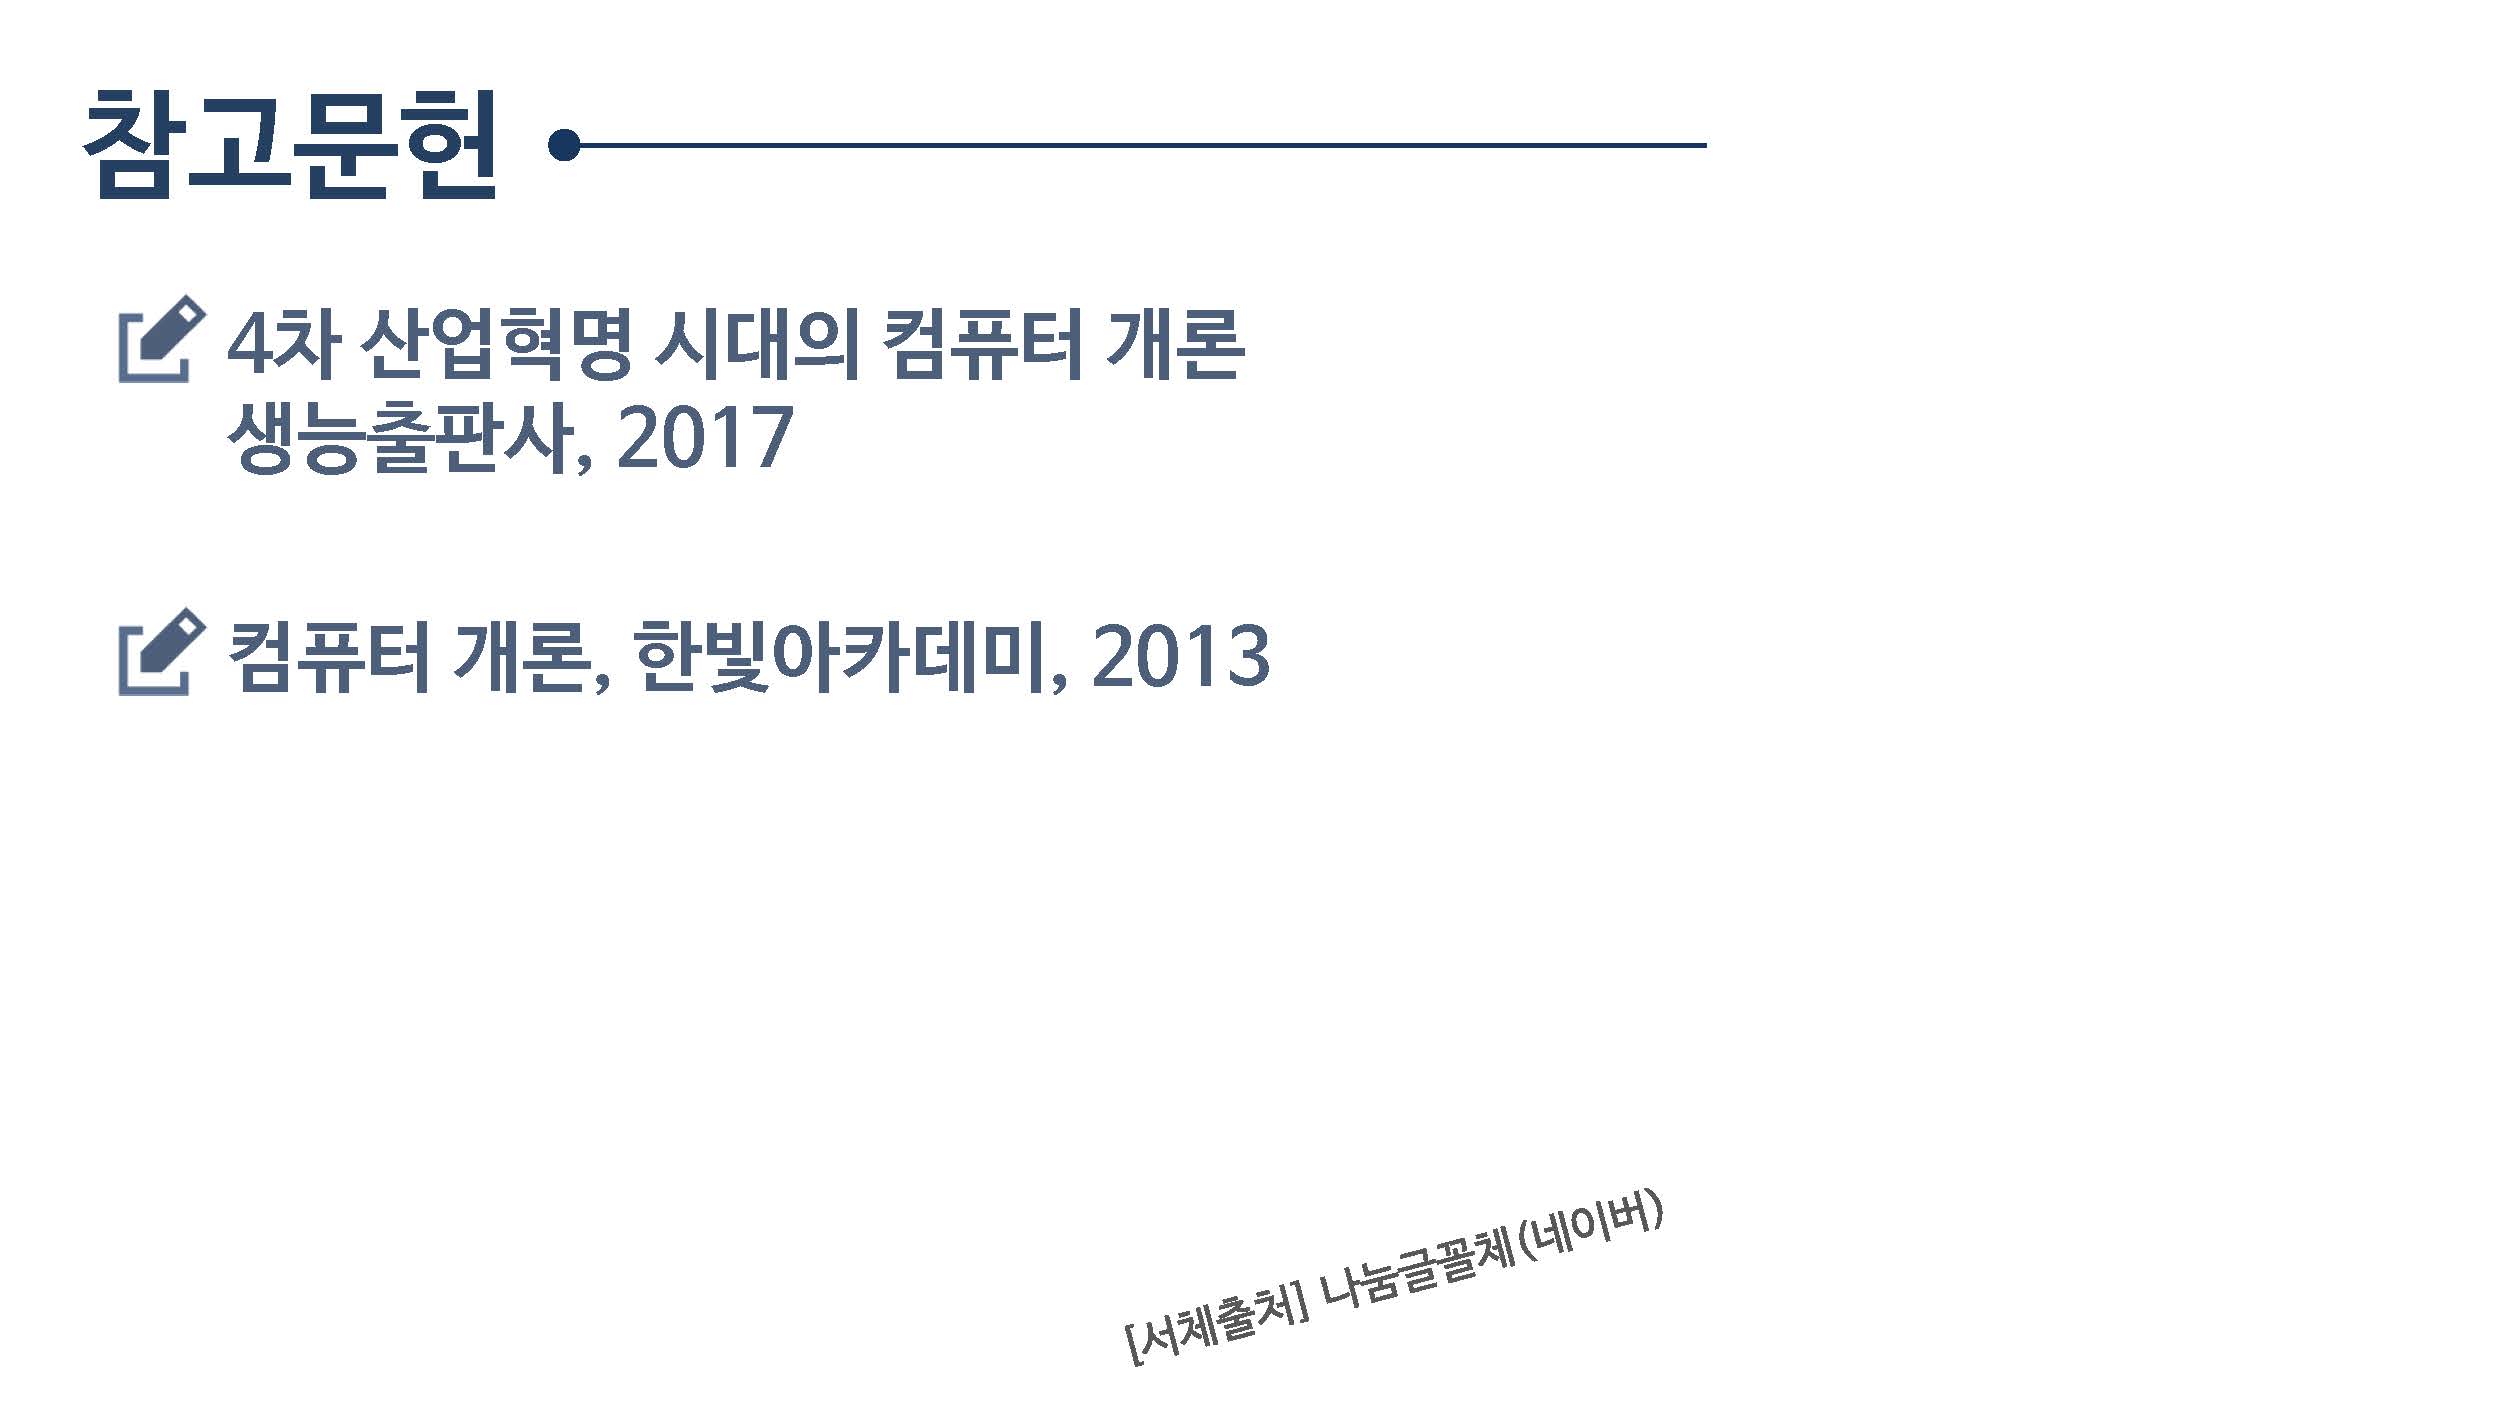 참고문헌
4차 산업혁명 시대의 컴퓨터 개론
생능출판사, 2017
컴퓨터 개론, 한빛아카데미, 2013
[서체출처] 나눔글꼴체(네이버)